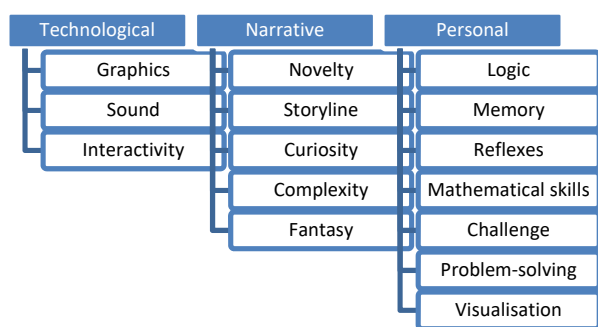 Technological
Graphics
Sound
Interactivity
Narrative
Novelty
Storyline
Curiosity
Complexity
Fantasy
Personal
Logic
Memory
Reflexes
Mathematical skills
Challenge
Problem-solving
Visualisation